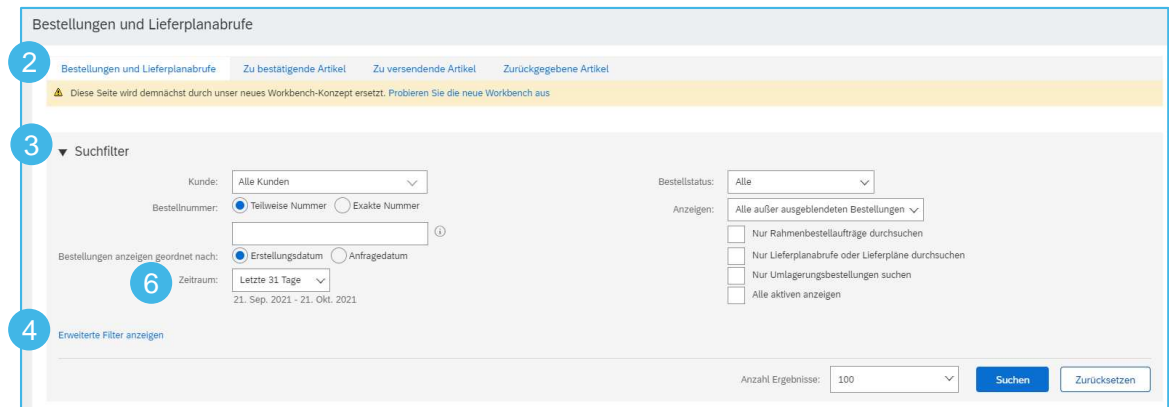 Bestellungen und Lieferplanabrufe
2
Bestellungen und Lieferplanabrufe Zu bestätigende Artikel Zu versendende Artikel Zurückgegebene Artikel
Diese Seite wird demnächst durch unser neues Workbench-Konzept ersetzt. Probieren Sie die neue Workbench aus
3
Suchfilter
Kunde: Alle Kunden
Bestellnummer: Teilweise Nummer Exakte Nummer
Bestellungen anzeigen geordnet nach: Erstellungsdatum Anfragedatum
6
Zeitraum: Letzte 31 Tage
21. Sep. 2021 - 21. Okt. 2021
Bestellstatus: Alle
Anzeigen: Alle außer ausgeblendeten Bestellungen
Nur Rahmenbestellaufträge durchsuchen
Nur Lieferplanabrufe oder Lieferpläne durchsuchen
Nur Umlagerungsbestellungen suchen
Alle aktiven anzeigen
4
Erweiterte Filter anzeigen
Anzahl Ergebnisse: 100 Suchen Zurücksetzen